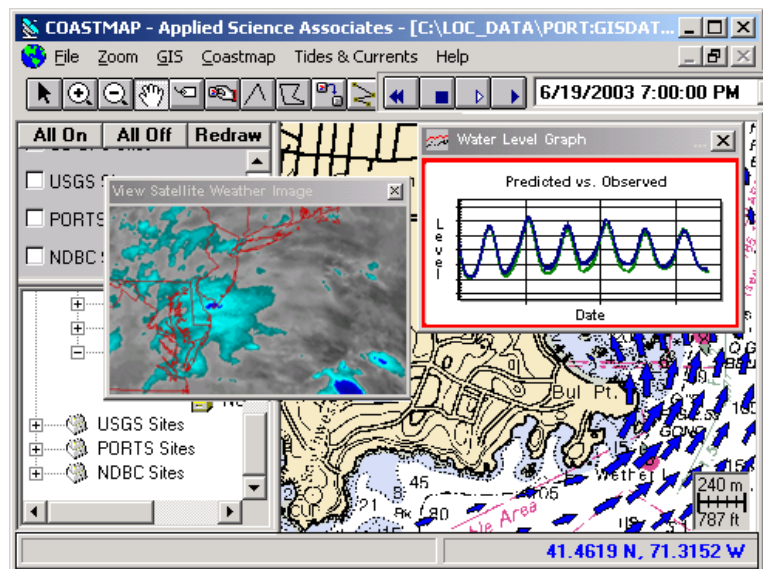 COASTMAP - Applied Science Associates - [C:\LOC_DATA\PORT:GISDAT...
File Zoom GIS Coastmap Tides & Currents Help
6/19/2003 7:00:00 PM
All On All Off Redraw
USGS
PORTS
NDBC
View Satellite Weather Image
Water Level Graph ...
Predicted vs. Observed
Level
Date
USGS Sites
PORTS Sites
NDBC Sites
Bul Pt.
GONG
45
21
Area
240 m
787 ft
41.4619 N, 71.3152 W